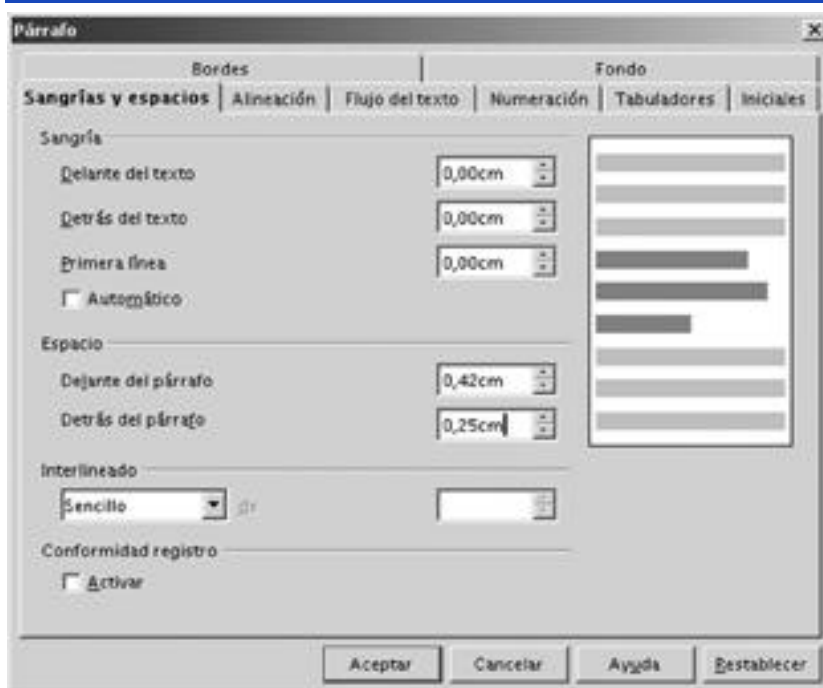 Párrafo
Bordes Fondo
Sangrías y espacios Alineación Flujo del texto Numeración Tabuladores Iniciales
Sangría
Delante del texto 0,00cm
Detrás del texto 0,00cm
Primera línea 0,00cm
Automático
Espacio
Delante del párrafo 0,42cm
Detrás del párrafo 0,25cm
Interlineado
Sencillo
Conformidad registro
Activar
Aceptar Cancelar Ayuda Restablecer